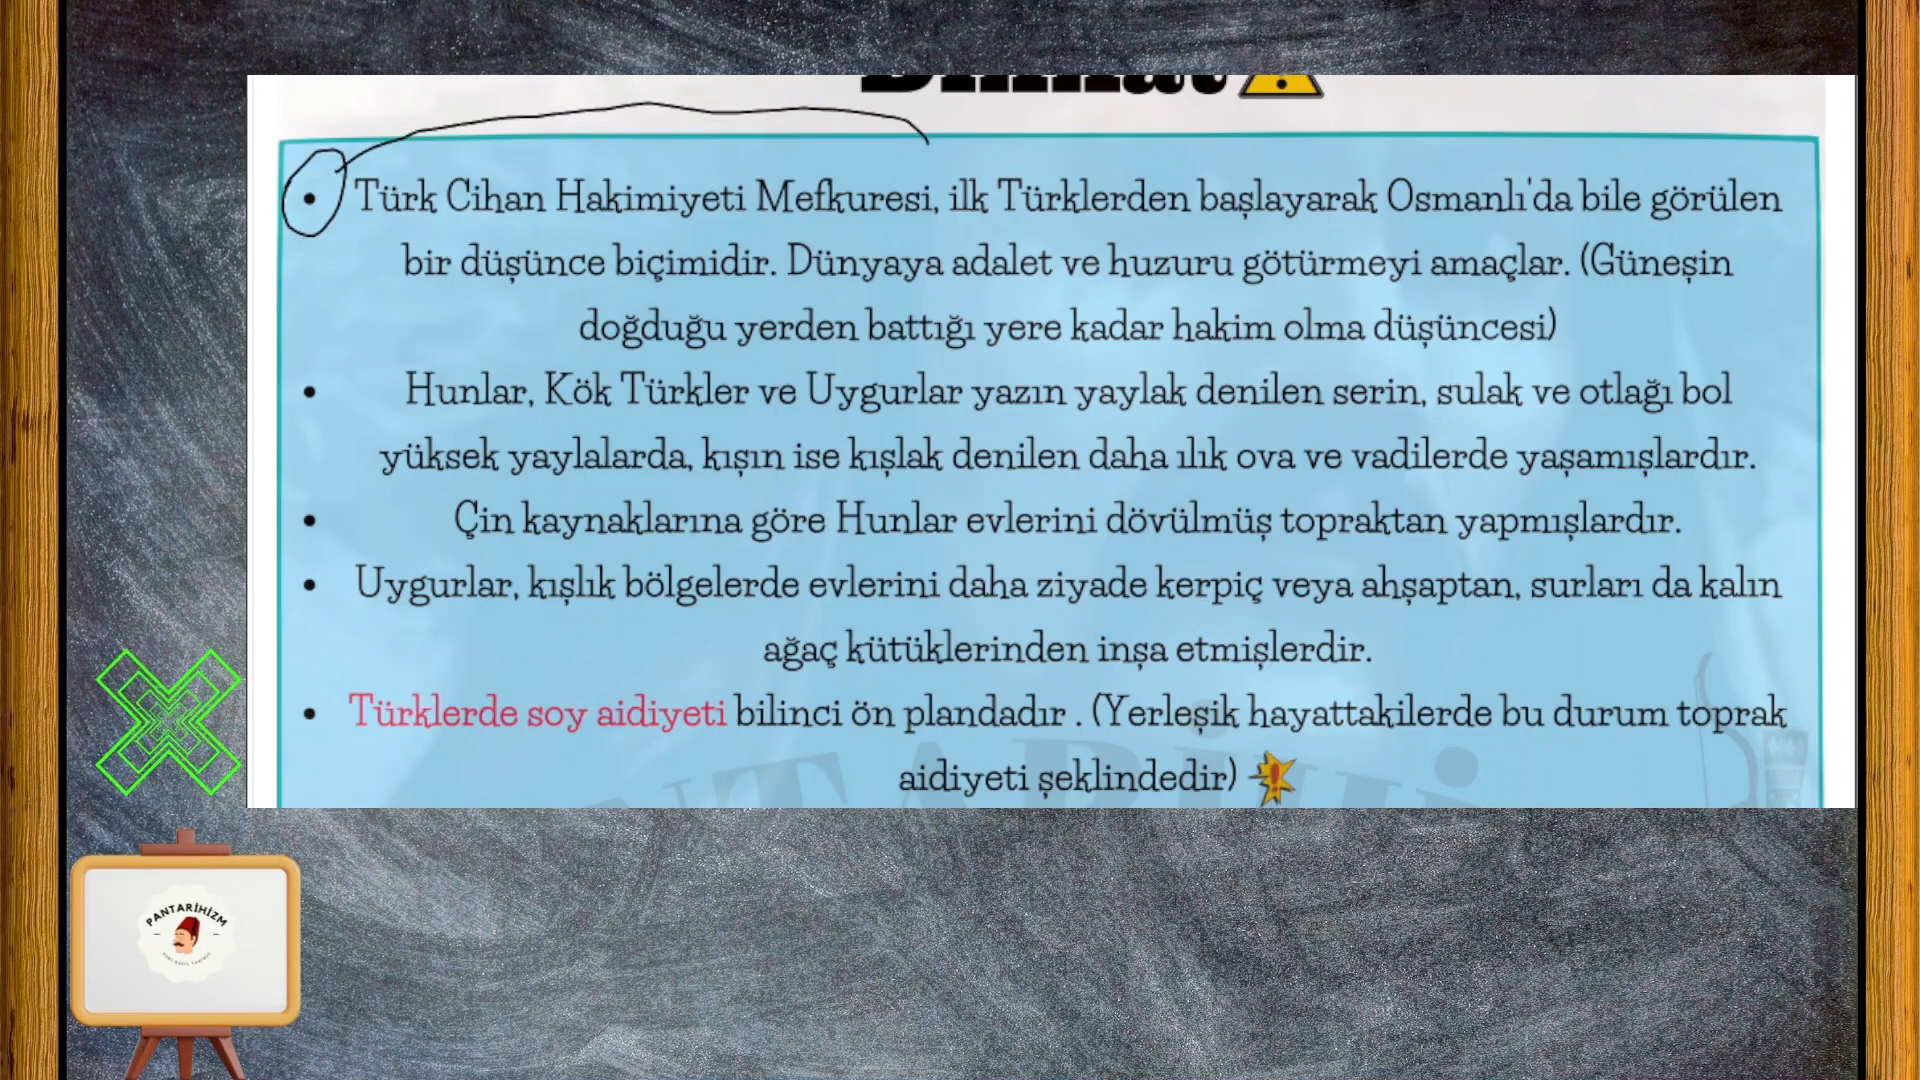 Dikkat
• Türk Cihan Hakimiyeti Mefkuresi, ilk Türklerden başlayarak Osmanlı'da bile görülen
bir düşünce biçimidir. Dünyaya adalet ve huzuru götürmeyi amaçlar. (Güneşin
doğduğu yerden battığı yere kadar hakim olma düşüncesi)
• Hunlar, Kök Türkler ve Uygurlar yazın yaylak denilen serin, sulak ve otlağı bol
yüksek yaylalarda, kışın ise kışlak denilen daha ılık ova ve vadilerde yaşamışlardır.
• Çin kaynaklarına göre Hunlar evlerini dövülmüş topraktan yapmışlardır.
• Uygurlar, kışlık bölgelerde evlerini daha ziyade kerpiç veya ahşaptan, surları da kalın
ağaç kütüklerinden inşa etmişlerdir.
• Türklerde soy aidiyeti bilinci ön plandadır . (Yerleşik hayattakilerde bu durum toprak
aidiyeti şeklindedir)
PANTARİHİZM